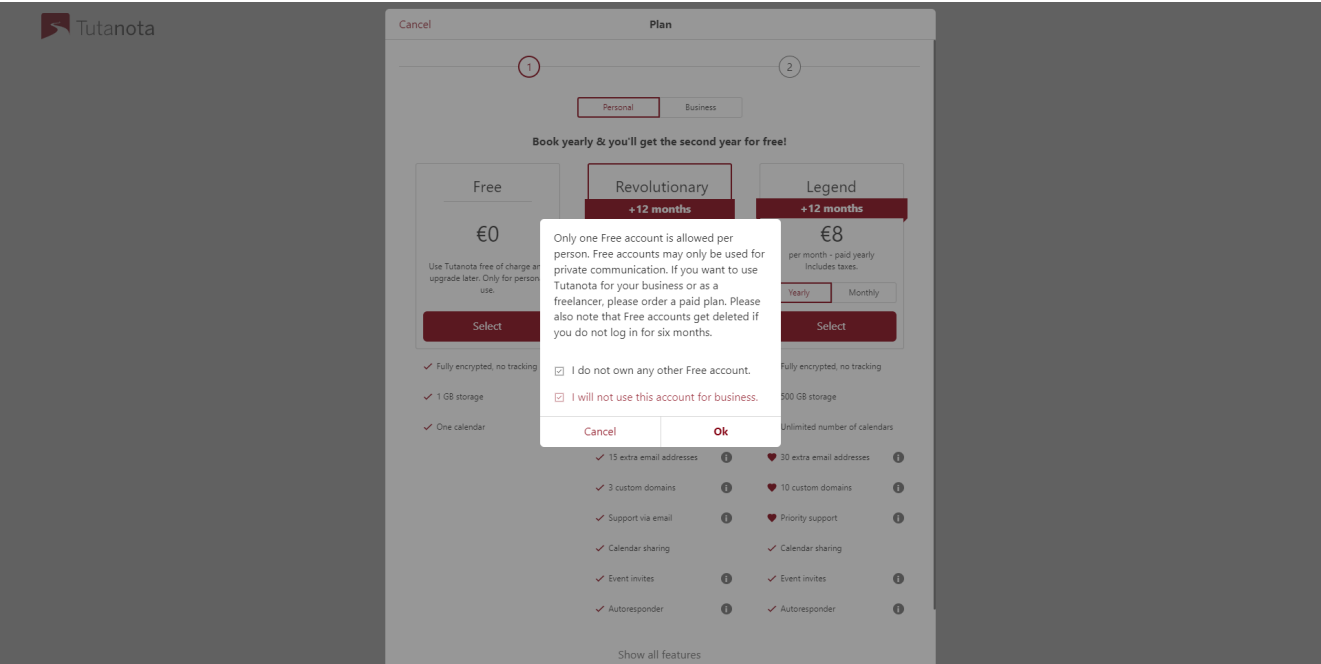 Tutanota
Cancel
Plan
1
2
Personal
Business
Book yearly & you'll get the second year for free!
Free
€0
Use Tutanota free of charge an
upgrade later. Only for person
use.
Select
Fully encrypted, no tracking
1 GB storage
One calendar
Revolutionary
+12 months
15 extra email addresses
3 custom domains
Support via email
Calendar sharing
Event invites
Autoresponder
Legend
+12 months
€8
per month - paid yearly
Includes taxes.
Yearly
Monthly
Select
Fully encrypted, no tracking
500 GB storage
Unlimited number of calendars
30 extra email addresses
10 custom domains
Priority support
Calendar sharing
Event invites
Autoresponder
Only one Free account is allowed per
person. Free accounts may only be used for
private communication. If you want to use
Tutanota for your business or as a
freelancer, please order a paid plan. Please
also note that Free accounts get deleted if
you do not log in for six months.
I do not own any other Free account.
I will not use this account for business.
Cancel
Ok
Show all features